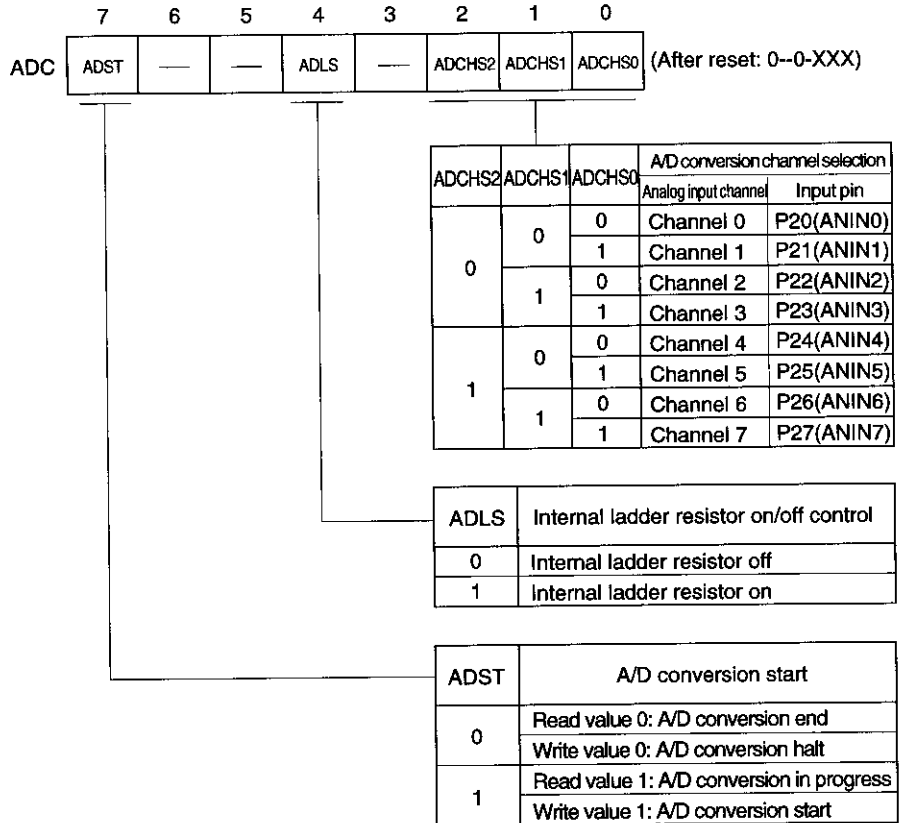 7 6 5 4 3 2 1 0
ADC ADST — — ADLS — ADCHS2 ADCHS1 ADCHS0 (After reset: 0--0-XXX)
ADCHS2 ADCHS1 ADCHS0 A/D conversion channel selection
Analog input channel Input pin
0 0 0 Channel 0 P20(ANIN0)
1 Channel 1 P21(ANIN1)
1 0 Channel 2 P22(ANIN2)
1 Channel 3 P23(ANIN3)
1 0 0 Channel 4 P24(ANIN4)
1 Channel 5 P25(ANIN5)
1 0 Channel 6 P26(ANIN6)
1 Channel 7 P27(ANIN7)
ADLS Internal ladder resistor on/off control
0 Internal ladder resistor off
1 Internal ladder resistor on
ADST A/D conversion start
0 Read value 0: A/D conversion end
Write value 0: A/D conversion halt
1 Read value 1: A/D conversion in progress
Write value 1: A/D conversion start